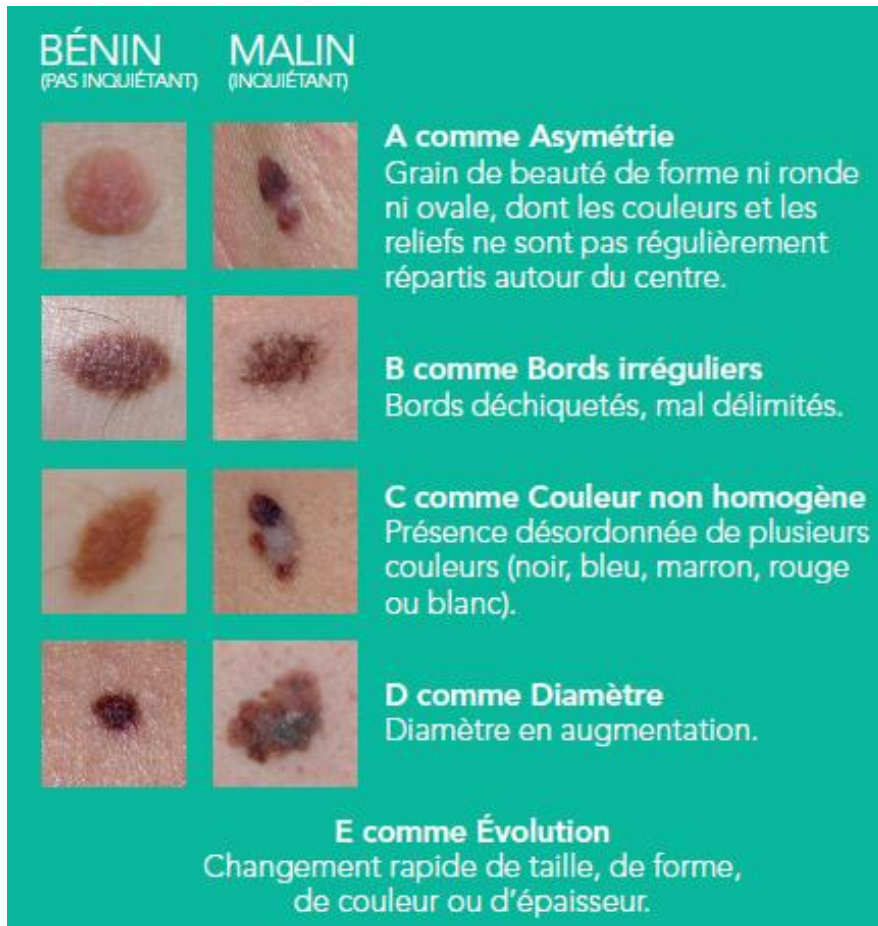 BÉNIN
(PAS INQUIÉTANT)
MALIN
(INQUIÉTANT)
A comme Asymétrie
Grain de beauté de forme ni ronde
ni ovale, dont les couleurs et les
reliefs ne sont pas régulièrement
répartis autour du centre.
B comme Bords irréguliers
Bords déchiquetés, mal délimités.
C comme Couleur non homogène
Présence désordonnée de plusieurs
couleurs (noir, bleu, marron, rouge
ou blanc).
D comme Diamètre
Diamètre en augmentation.
E comme Évolution
Changement rapide de taille, de forme,
de couleur ou d'épaisseur.